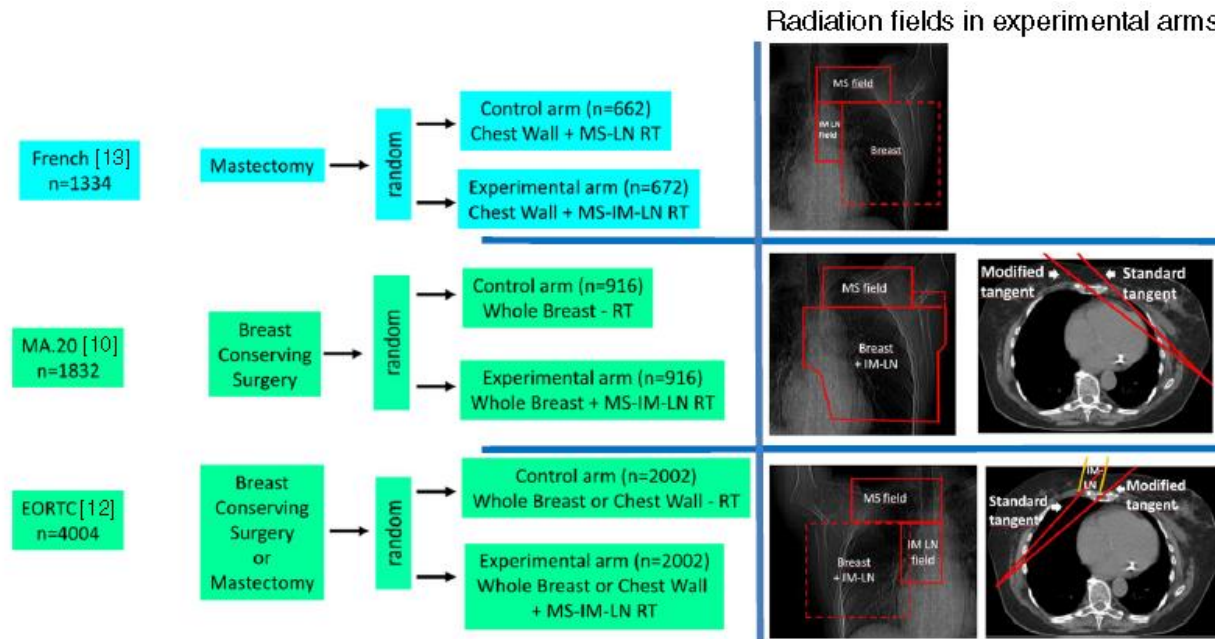 Radiation fields in experimental arms
French [13]
n=1334
Mastectomy
random
Control arm (n=662)
Chest Wall + MS-LN RT
Experimental arm (n=672)
Chest Wall + MS-IM-LN RT
MS field
IM LN
field
Breast
MA.20 [10]
n=1832
Breast
Conserving
Surgery
random
Control arm (n=916)
Whole Breast - RT
Experimental arm (n=916)
Whole Breast + MS-IM-LN RT
MS field
Breast
+ IM-LN
Modified
tangent
Standard
tangent
EORTC[12]
n=4004
Breast
Conserving
Surgery
or
Mastectomy
random
Control arm (n=2002)
Whole Breast or Chest Wall - RT
Experimental arm (n=2002)
Whole Breast or Chest Wall
+ MS-IM-LN RT
MS field
Breast
+ IM-LN
IM LN
field
IM-
LN
Standard
tangent
Modified
tangent